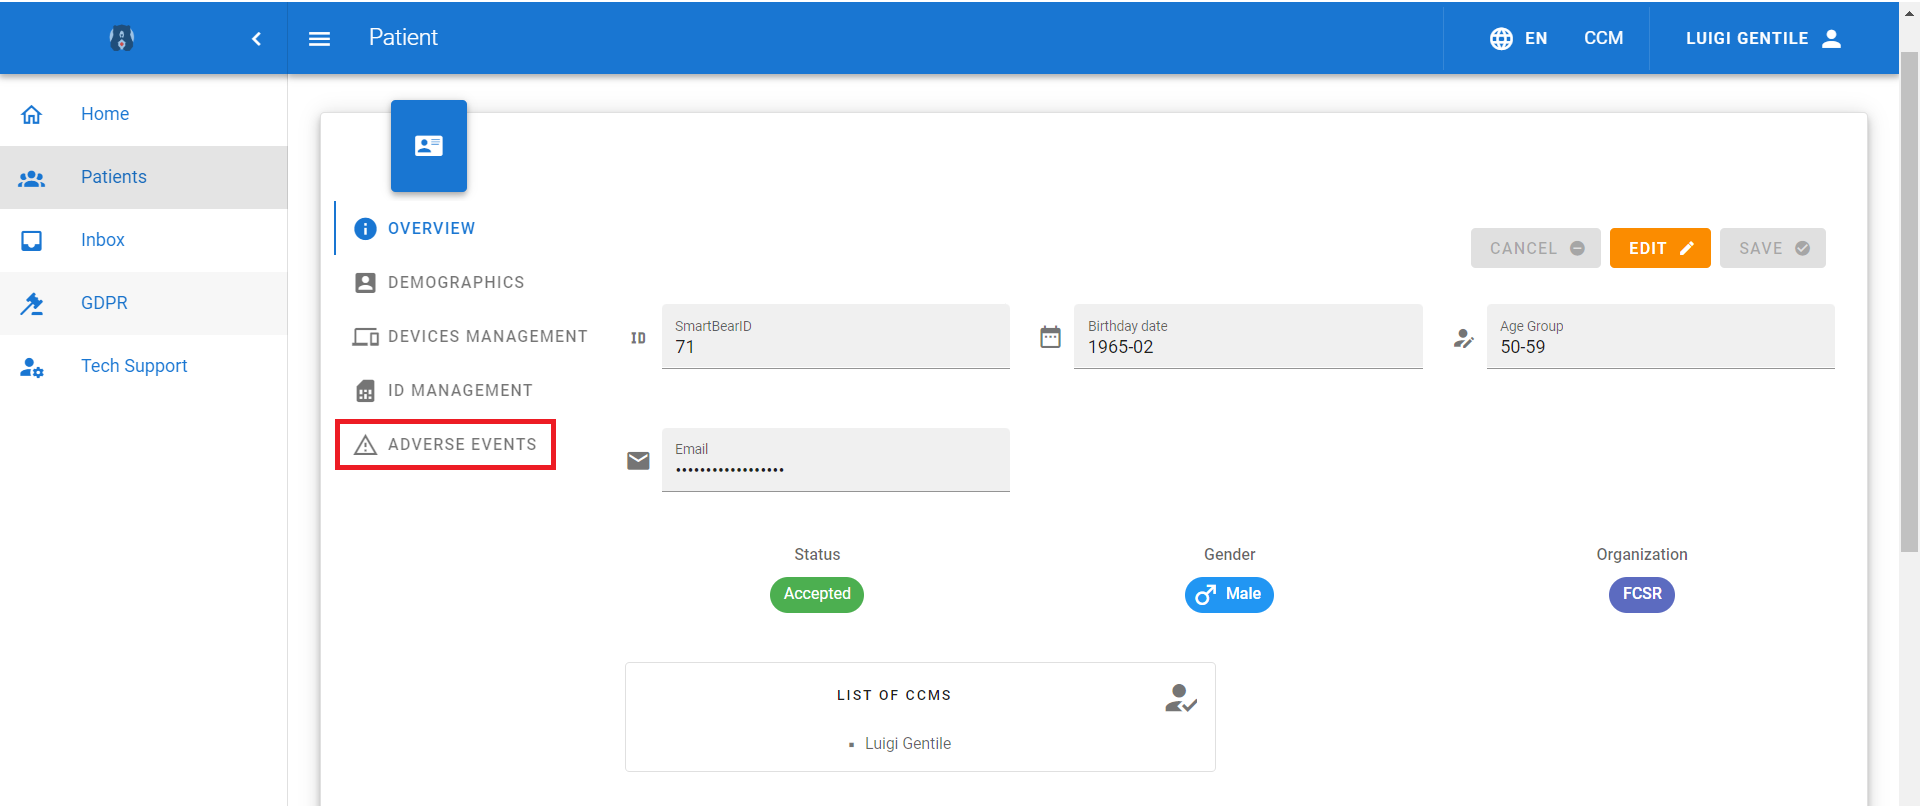 Patient
EN
CCM
LUIGI GENTILE
Home
Patients
Inbox
GDPR
Tech Support
OVERVIEW
DEMOGRAPHICS
DEVICES MANAGEMENT
ID MANAGEMENT
ADVERSE EVENTS
CANCEL
EDIT
SAVE
ID
SmartBearID
71
Birthday date
1965-02
Age Group
50-59
Email
••••••••••••••••••
Status
Accepted
Gender
Male
Organization
FCSR
LIST OF CCMS
Luigi Gentile